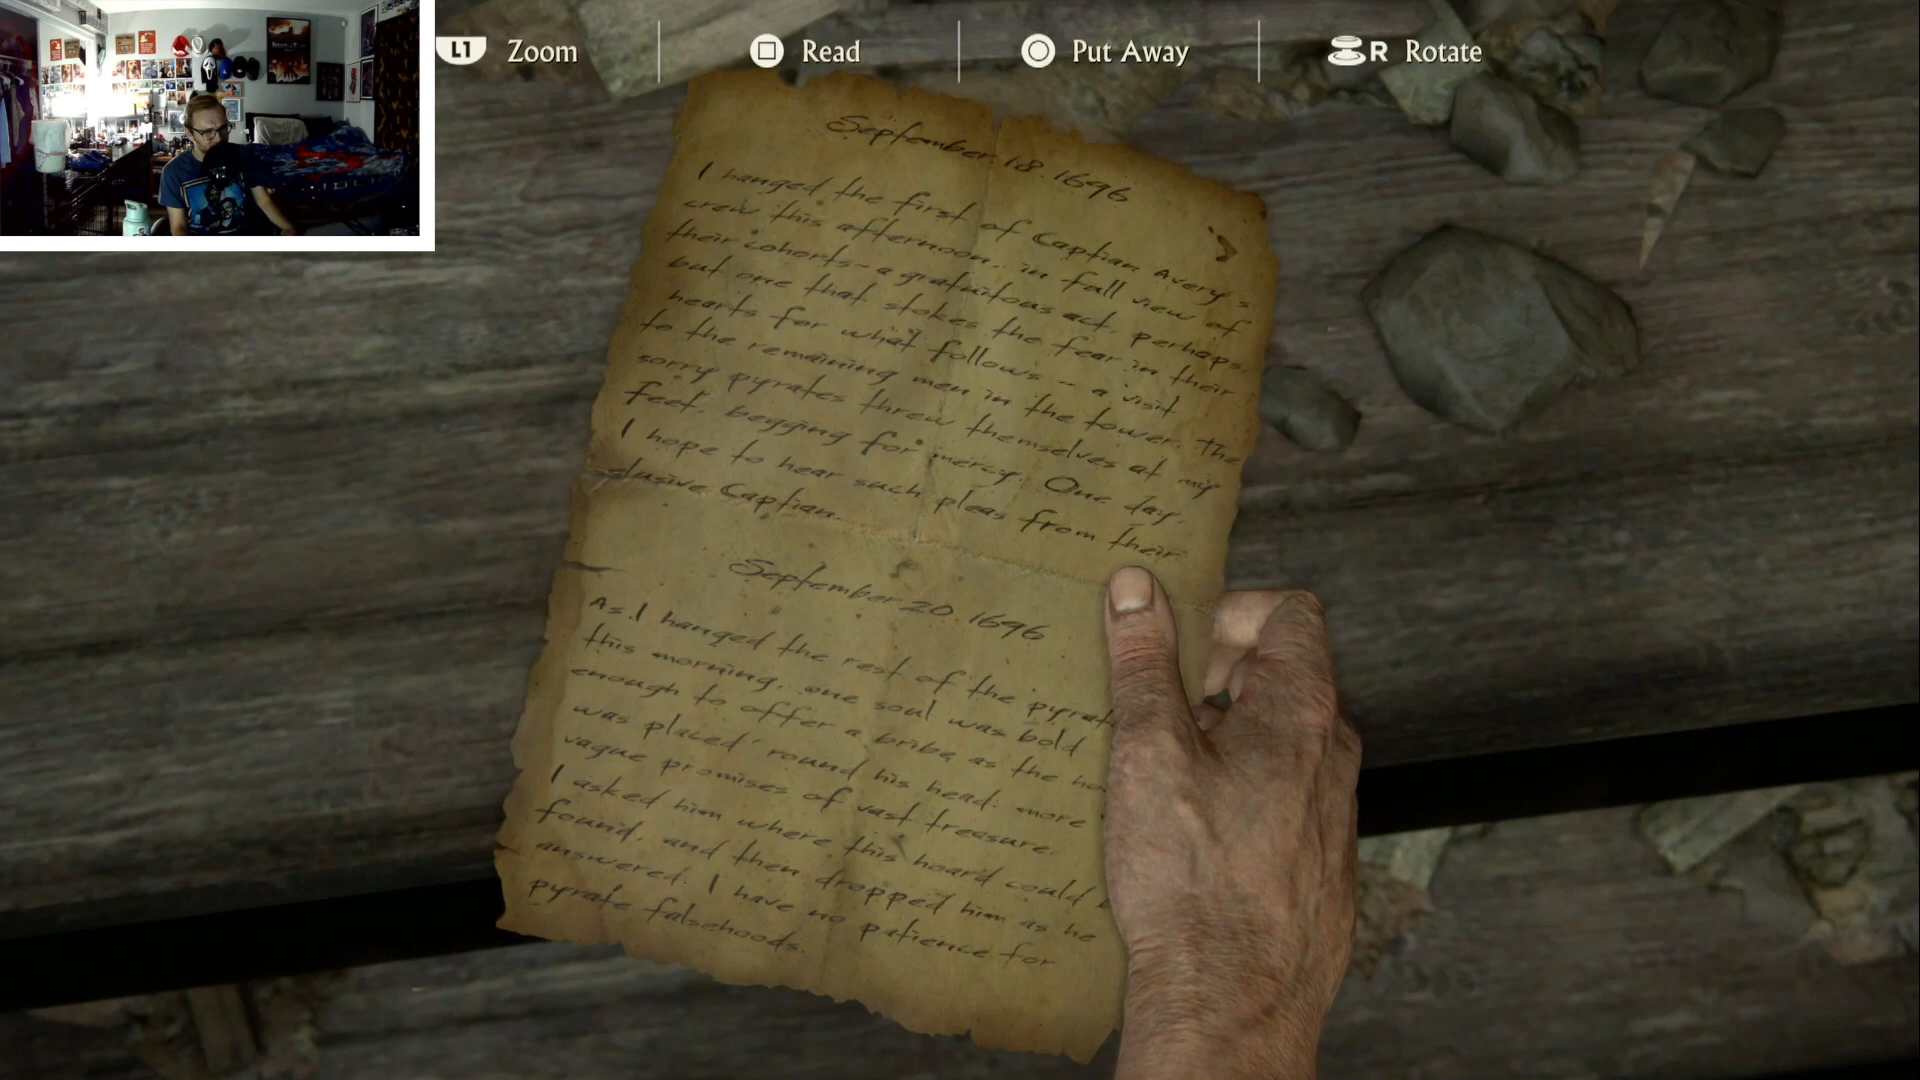 L1 Zoom Read Put Away R Rotate
September. 18. 1696
I hanged the first of Captian Avery's
crew this afternoon. in full view of
their cohorts - a gratuitous act, perhaps.
but one that stokes the fear in their
hearts for what follows - a visit
to the remaining men in the tower. The
sorry pyrates threw themselves at my
feet, begging for mercy. One day,
I hope to hear such pleas from their
elusive Captian.
September 20. 1696
As I hanged the rest of the
this morning, one soul was bold
enough to offer a bribe as the
was placed 'round his head: more
vague promises of vast treasure.
I asked him where this hoard could
found, and then dropped him as he
answered. I have no patience for
pyrate falsehoods.